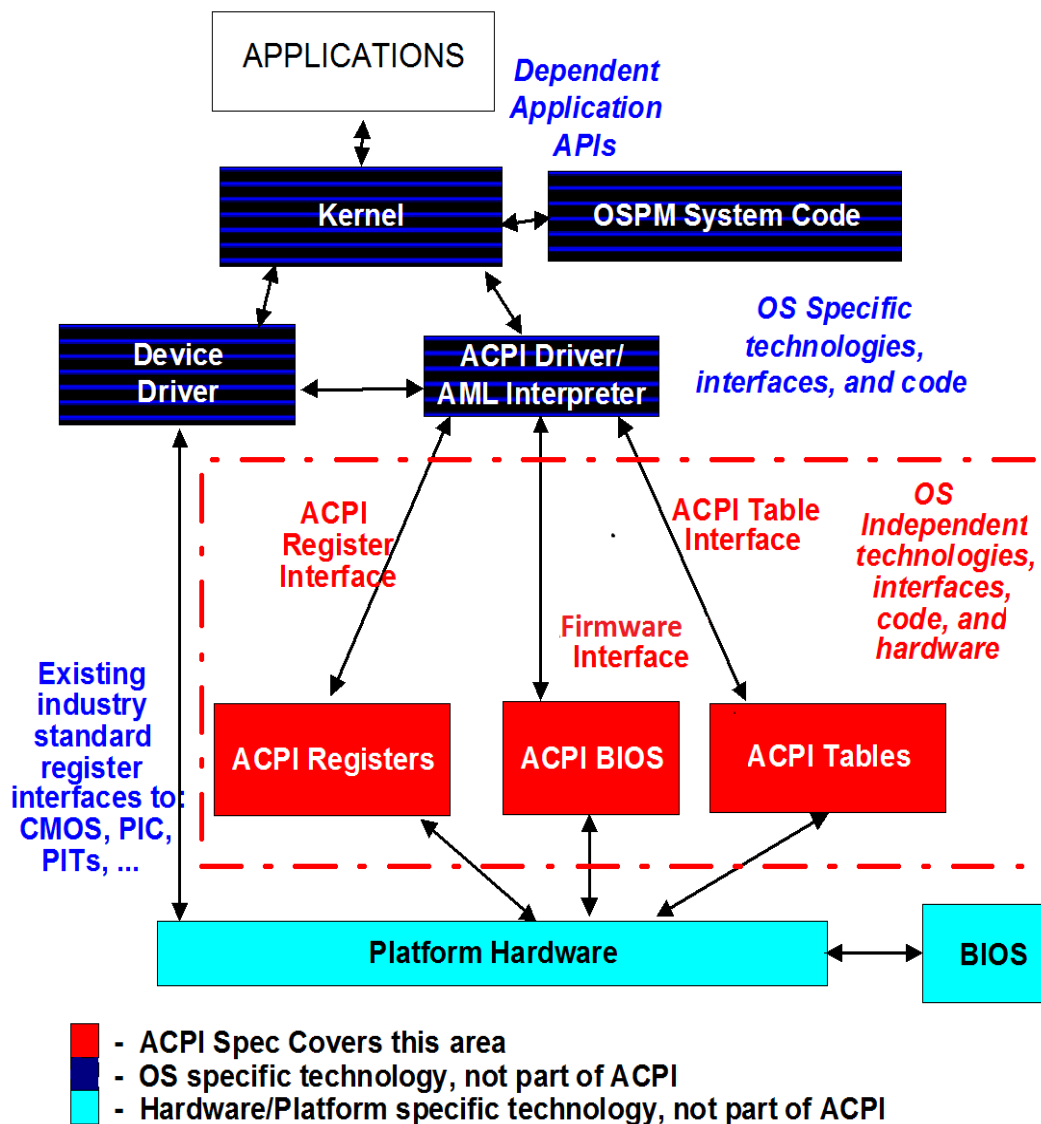 APPLICATIONS
Dependent
Application
APIs
Kernel
OSPM System Code
OS Specific
technologies,
interfaces, and code
Device
Driver
ACPI Driver/
AML Interpreter
ACPI
Register
Interface
ACPI Table
Interface
OS
Independent
technologies,
interfaces,
code, and
hardware
Firmware
Interface
Existing
industry
standard
register
interfaces to:
CMOS, PIC,
PITs, ...
ACPI Registers
ACPI BIOS
ACPI Tables
Platform Hardware
BIOS
- ACPI Spec Covers this area
- OS specific technology, not part of ACPI
- Hardware/Platform specific technology, not part of ACPI